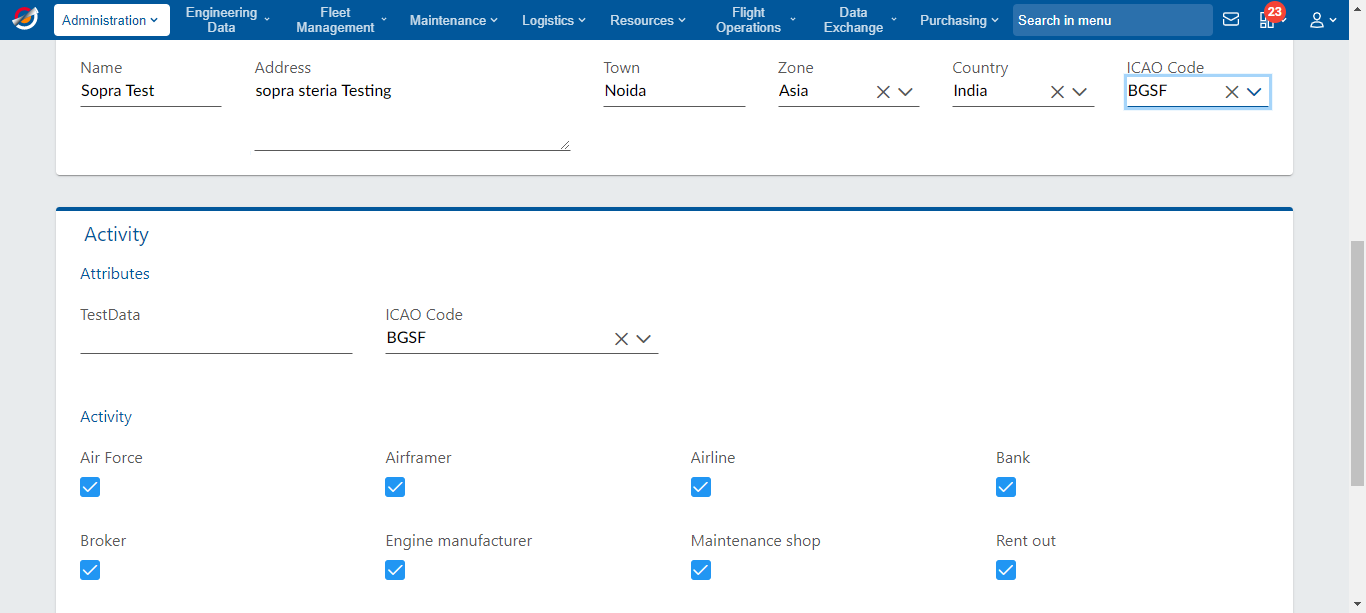 Administration
Engineering
Data
Fleet
Management
Maintenance
Logistics
Resources
Flight
Operations
Data
Exchange
Purchasing
Search in menu
23
Name
Address
Town
Zone
Country
ICAO Code
Sopra Test
sopra steria Testing
Noida
Asia
India
BGSF
Activity
Attributes
TestData
ICAO Code
BGSF
Activity
Air Force
Airframer
Airline
Bank
Broker
Engine manufacturer
Maintenance shop
Rent out